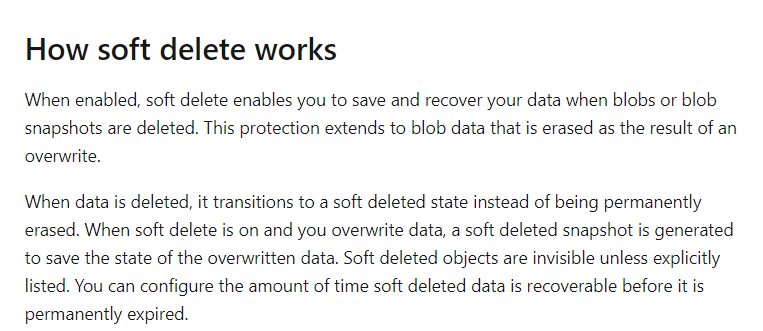 How soft delete works
When enabled, soft delete enables you to save and recover your data when blobs or blob
snapshots are deleted. This protection extends to blob data that is erased as the result of an
overwrite.
When data is deleted, it transitions to a soft deleted state instead of being permanently
erased. When soft delete is on and you overwrite data, a soft deleted snapshot is generated
to save the state of the overwritten data. Soft deleted objects are invisible unless explicitly
listed. You can configure the amount of time soft deleted data is recoverable before it is
permanently expired.